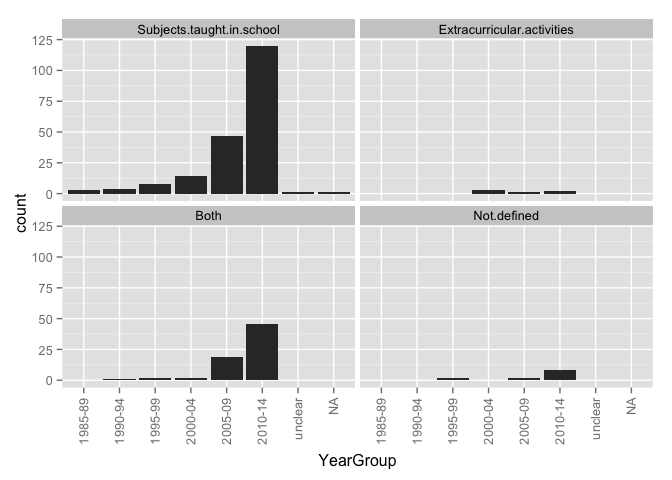 Subjects.taught.in.school Extracurricular.activities
125
100
75
50
25
0
count
Both Not.defined
125
100
75
50
25
0
1985-89 1990-94 1995-99 2000-04 2005-09 2010-14 unclear NA 1985-89 1990-94 1995-99 2000-04 2005-09 2010-14 unclear NA
YearGroup